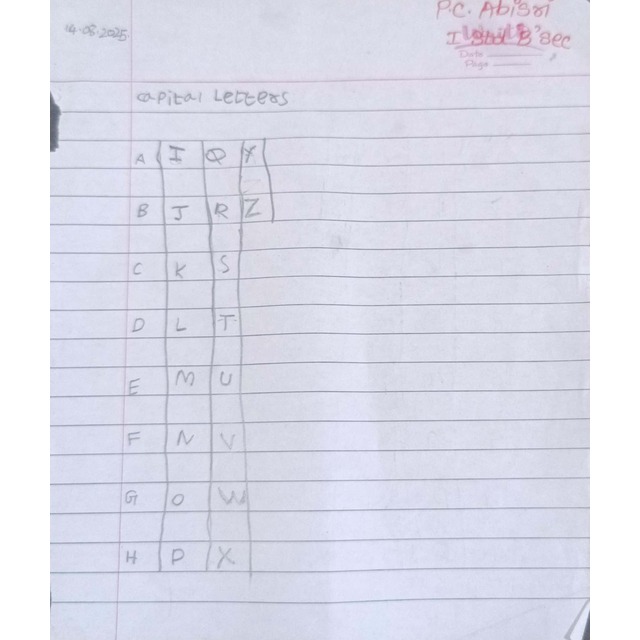 P.C. Abisri
14.08.2025
I Std B' sec
Date
Page
capital Letters
A I Q Y
B J R Z
C K S
D L T
E M U
F N V
G O W
H P X